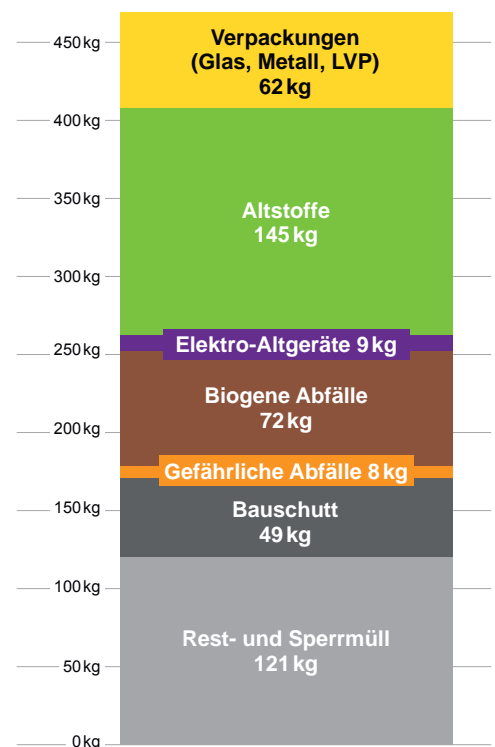 450 kg
400 kg
350 kg
300 kg
250 kg
200 kg
150 kg
100 kg
50 kg
0 kg
Verpackungen
(Glas, Metall, LVP)
62 kg
Altstoffe
145 kg
Elektro-Altgeräte 9 kg
Biogene Abfälle
72 kg
Gefährliche Abfälle 8 kg
Bauschutt
49 kg
Rest- und Sperrmüll
121 kg